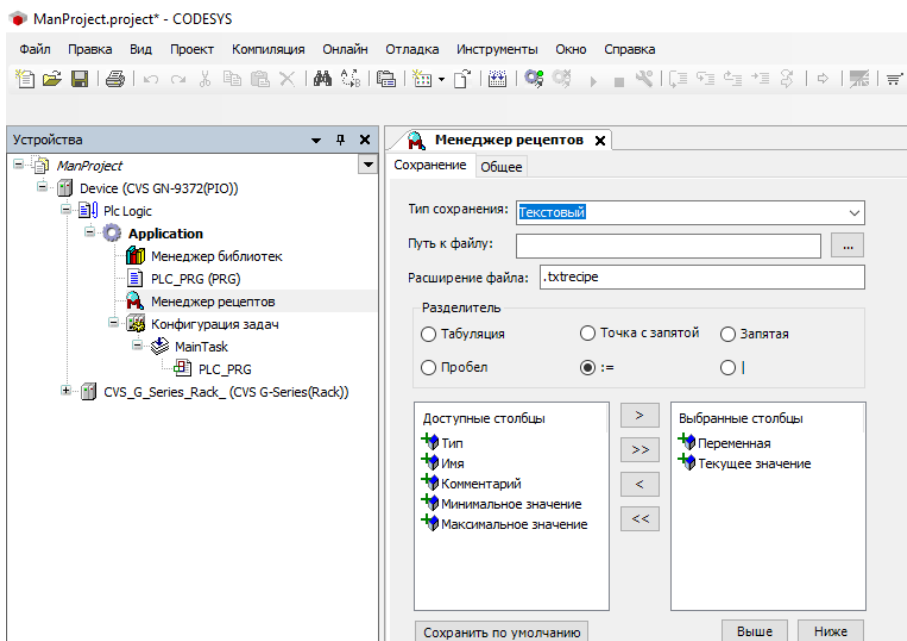 ManProject.project* - CODESYS
Файл Правка Вид Проект Компиляция Онлайн Отладка Инструменты Окно Справка
Устройства
ManProject
Device (CVS GN-9372(PIO))
Plc Logic
Application
Менеджер библиотек
PLC_PRG (PRG)
Менеджер рецептов
Конфигурация задач
MainTask
PLC_PRG
CVS_G_Series_Rack_ (CVS G-Series(Rack))
Менеджер рецептов
Сохранение Общее
Тип сохранения: Текстовый
Путь к файлу: ...
Расширение файла: .txtrecipe
Разделитель
Табуляция Точка с запятой Запятая
Пробел := |
Доступные столбцы
Тип
Имя
Комментарий
Минимальное значение
Максимальное значение
>
>>
<
<<
Выбранные столбцы
Переменная
Текущее значение
Сохранить по умолчанию Выше Ниже